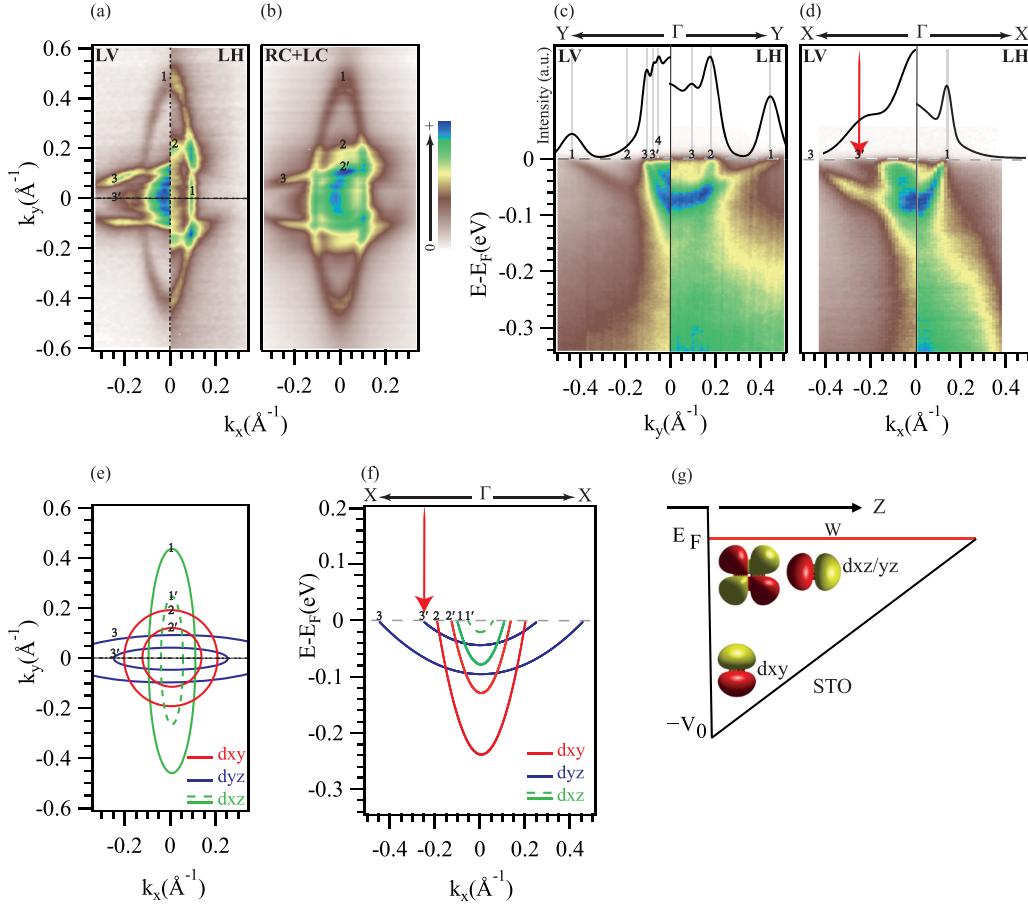 (a)
(b)
(c)
(d)
Y Γ Y
X Γ X
LV LH
RC+LC
LV LH
LV LH
0.6
0.4
0.2
0
-0.2
-0.4
-0.6
k_y(Å⁻¹)
1
2
3
3'
1
1
2
2'
3
+
0
Intensity (a.u.)
1 2 3 3' 4 3 2 1
3 3' 1
0
-0.1
-0.2
-0.3
E-E_F(eV)
-0.2 0 0.2
-0.2 0 0.2
k_x(Å⁻¹)
-0.4 -0.2 0 0.2 0.4
k_y(Å⁻¹)
-0.4 -0.2 0 0.2 0.4
k_x(Å⁻¹)
(e)
(f)
(g)
X Γ X
0.6
0.4
0.2
0
-0.2
-0.4
-0.6
k_y(Å⁻¹)
1
1'
2
2'
3
3'
dxy
dyz
dxz
-0.2 0 0.2
k_x(Å⁻¹)
0.2
0.1
0
-0.1
-0.2
-0.3
E-E_F(eV)
3 3' 2 2' 1 1'
dxy
dyz
dxz
-0.4 -0.2 0 0.2 0.4
k_x(Å⁻¹)
Z
W
E_F
dxz/yz
dxy
STO
−V_0